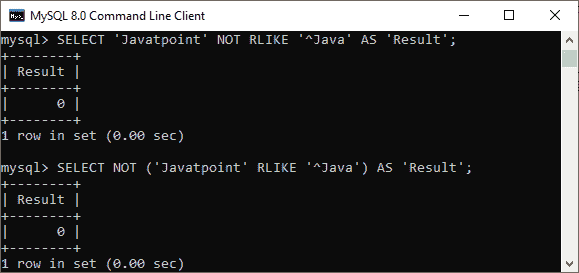 MySQL 8.0 Command Line Client
mysql> SELECT 'Javatpoint' NOT RLIKE '^Java' AS 'Result';
+--------+
| Result |
+--------+
|      0 |
+--------+
1 row in set (0.00 sec)
mysql> SELECT NOT ('Javatpoint' RLIKE '^Java') AS 'Result';
+--------+
| Result |
+--------+
|      0 |
+--------+
1 row in set (0.00 sec)